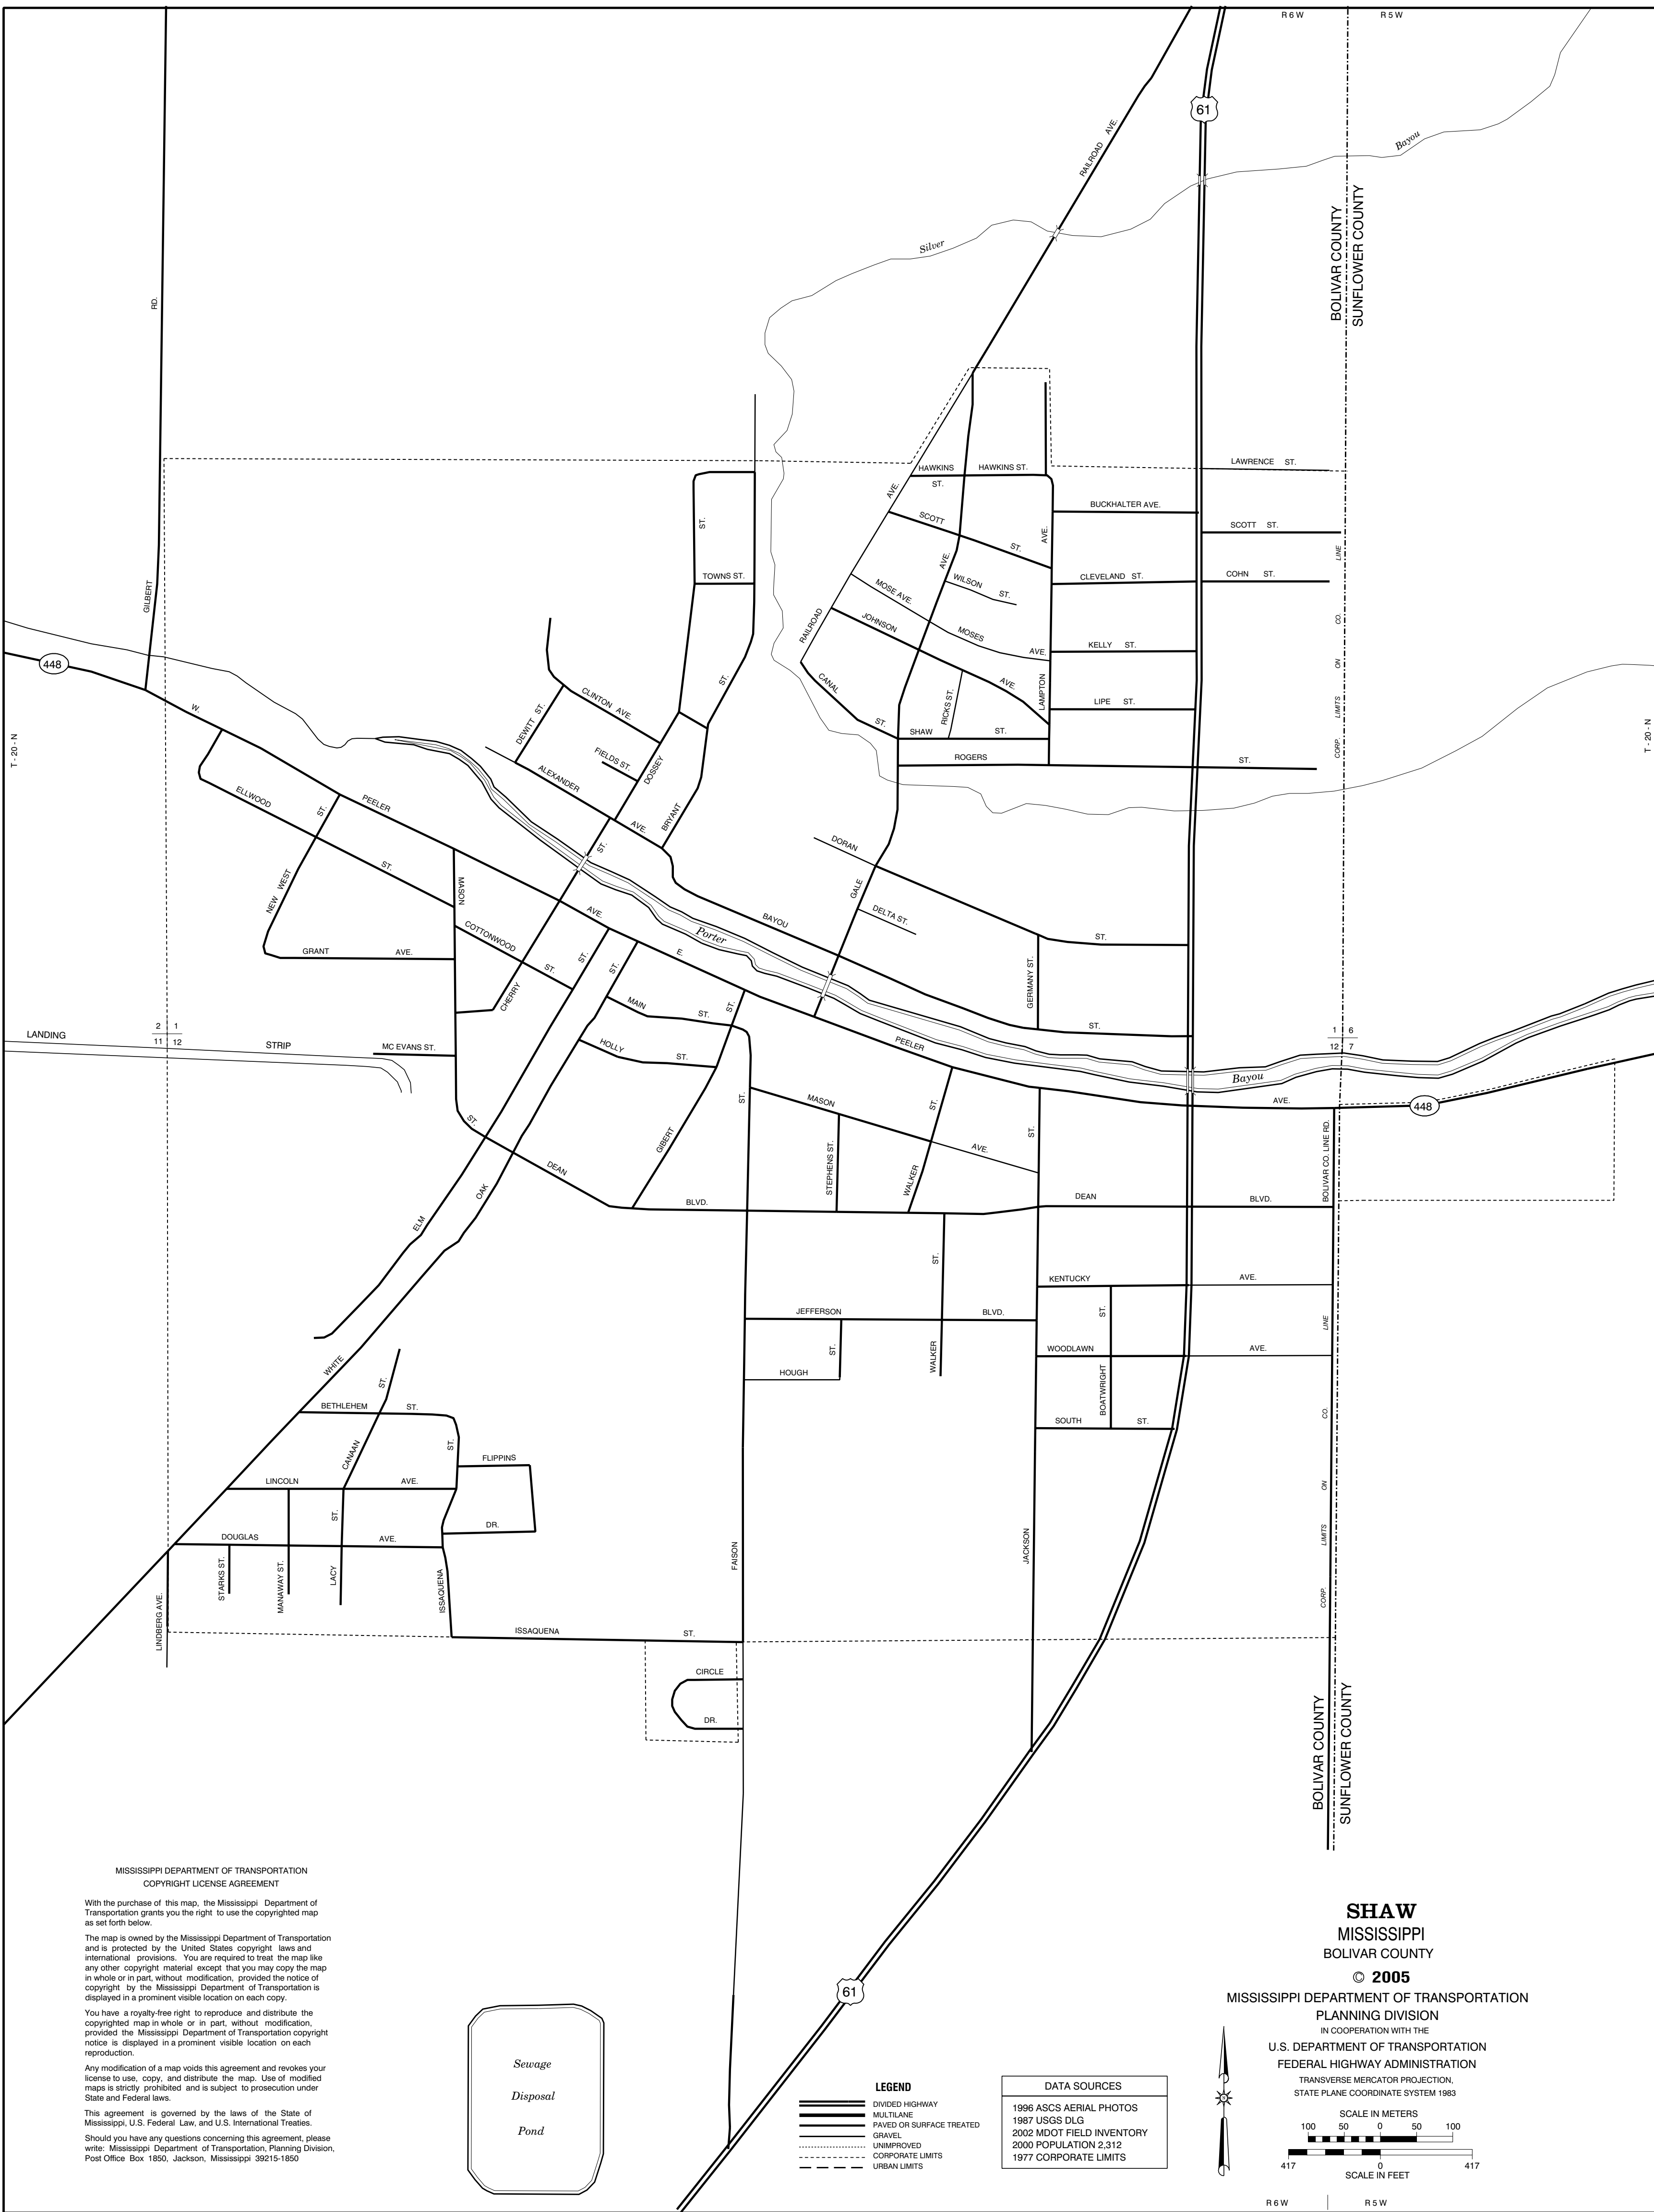 R 6 W
R 5 W
61
RAILROAD AVE.
Bayou
Silver
BOLIVAR COUNTY
SUNFLOWER COUNTY
RD.
GILBERT
448
T - 20 - N
T - 20 - N
HAWKINS
ST.
HAWKINS ST.
LAWRENCE ST.
AVE.
BUCKHALTER AVE.
SCOTT
ST.
SCOTT ST.
ST.
AVE.
AVE.
TOWNS ST.
WILSON
ST.
CLEVELAND ST.
COHN ST.
LINE
CO.
ON
LIMITS
CORP.
MOSE AVE.
RAILROAD
JOHNSON
MOSES
AVE.
KELLY ST.
CLINTON AVE.
ST.
CANAL
ST.
AVE.
LAMPTON
RICKS ST.
LIPE ST.
DEWITT ST.
W.
FIELDS ST.
DOSSEY
SHAW
ST.
ROGERS
ST.
ALEXANDER
AVE.
BRYANT
ELLWOOD
ST.
PEELER
ST.
ST.
DORAN
NEW WEST
MASON
GALE
AVE.
BAYOU
DELTA ST.
COTTONWOOD
ST.
Porter
ST.
GRANT AVE.
ST.
ST.
E.
CHERRY
GERMANY ST.
MAIN
ST.
ST.
ST.
LANDING
2 1
11 12
STRIP
MC EVANS ST.
HOLLY
ST.
PEELER
1 6
12 7
Bayou
AVE.
448
ST.
MASON
ST.
ST.
ST.
AVE.
DEAN
GIBERT
STEPHENS ST.
WALKER
BOLIVAR CO. LINE RD.
OAK
BLVD.
DEAN
BLVD.
ELM
ST.
KENTUCKY
AVE.
JEFFERSON
BLVD.
ST.
LINE
WHITE
ST.
WALKER
WOODLAWN
AVE.
HOUGH
BOATWRIGHT
ST.
BETHLEHEM
ST.
CO.
SOUTH
ST.
CANAAN
ST.
FLIPPINS
LINCOLN
AVE.
ON
ST.
DR.
LIMITS
DOUGLAS
AVE.
FAISON
JACKSON
STARKS ST.
MANAWAY ST.
LACY
ISSAQUENA
CORP.
LINDBERG AVE.
ISSAQUENA
ST.
CIRCLE
DR.
BOLIVAR COUNTY
SUNFLOWER COUNTY
MISSISSIPPI DEPARTMENT OF TRANSPORTATION
COPYRIGHT LICENSE AGREEMENT
With the purchase of this map, the Mississippi Department of
Transportation grants you the right to use the copyrighted map
as set forth below.
The map is owned by the Mississippi Department of Transportation
and is protected by the United States copyright laws and
international provisions. You are required to treat the map like
any other copyright material except that you may copy the map
in whole or in part, without modification, provided the notice of
copyright by the Mississippi Department of Transportation is
displayed in a prominent visible location on each copy.
You have a royalty-free right to reproduce and distribute the
copyrighted map in whole or in part, without modification,
provided the Mississippi Department of Transportation copyright
notice is displayed in a prominent visible location on each
reproduction.
Any modification of a map voids this agreement and revokes your
license to use, copy, and distribute the map. Use of modified
maps is strictly prohibited and is subject to prosecution under
State and Federal laws.
This agreement is governed by the laws of the State of
Mississippi, U.S. Federal Law, and U.S. International Treaties.
Should you have any questions concerning this agreement, please
write: Mississippi Department of Transportation, Planning Division,
Post Office Box 1850, Jackson, Mississippi 39215-1850
Sewage
Disposal
Pond
61
LEGEND
DIVIDED HIGHWAY
MULTILANE
PAVED OR SURFACE TREATED
GRAVEL
UNIMPROVED
CORPORATE LIMITS
URBAN LIMITS
DATA SOURCES
1996 ASCS AERIAL PHOTOS
1987 USGS DLG
2002 MDOT FIELD INVENTORY
2000 POPULATION 2,312
1977 CORPORATE LIMITS
SHAW
MISSISSIPPI
BOLIVAR COUNTY
© 2005
MISSISSIPPI DEPARTMENT OF TRANSPORTATION
PLANNING DIVISION
IN COOPERATION WITH THE
U.S. DEPARTMENT OF TRANSPORTATION
FEDERAL HIGHWAY ADMINISTRATION
TRANSVERSE MERCATOR PROJECTION,
STATE PLANE COORDINATE SYSTEM 1983
SCALE IN METERS
100 50 0 50 100
417 0 417
SCALE IN FEET
R 6 W
R 5 W